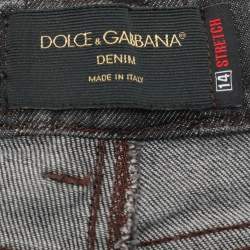 DOLCE & GABBANA®
DENIM
MADE IN ITALY
14 STRETCH